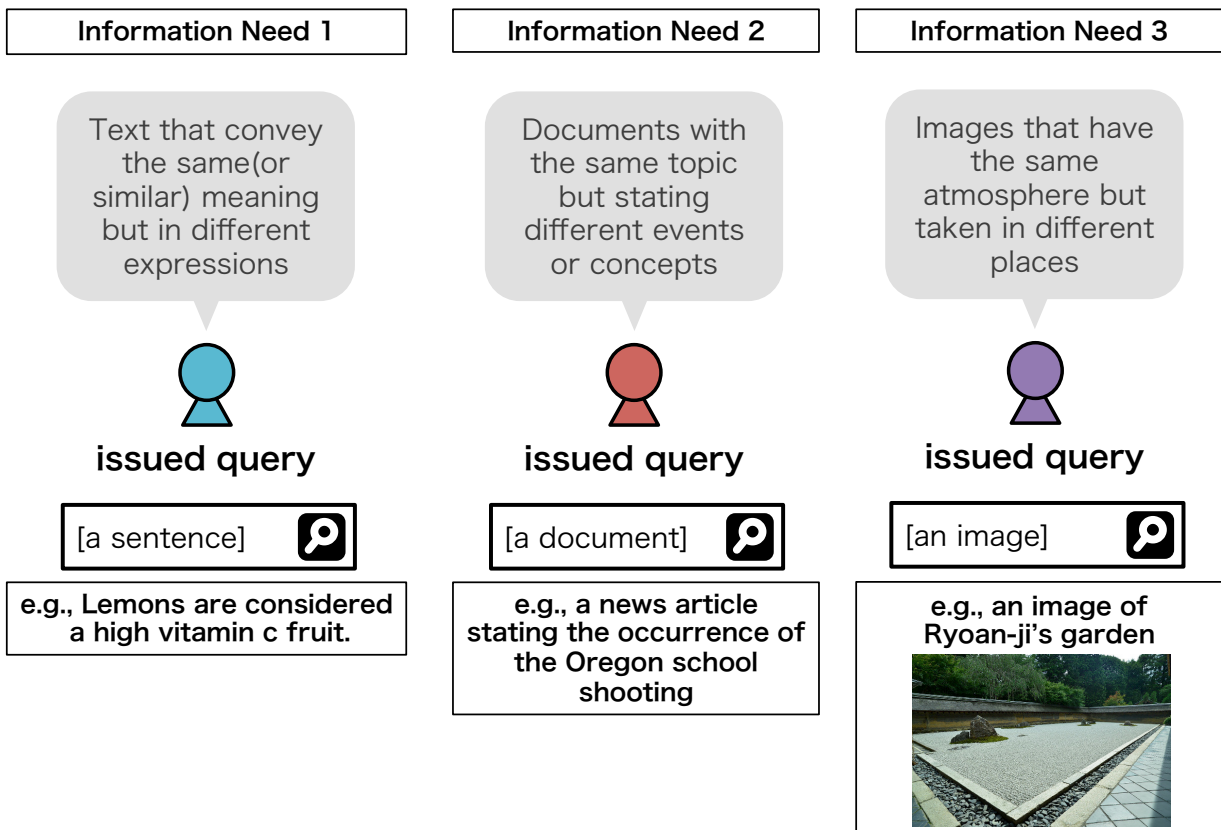 Information Need 1
Text that convey
the same(or
similar) meaning
but in different
expressions
issued query
[a sentence]
e.g., Lemons are considered
a high vitamin c fruit.
Information Need 2
Documents with
the same topic
but stating
different events
or concepts
issued query
[a document]
e.g., a news article
stating the occurrence of
the Oregon school
shooting
Information Need 3
Images that have
the same
atmosphere but
taken in different
places
issued query
[an image]
e.g., an image of
Ryoan-ji's garden